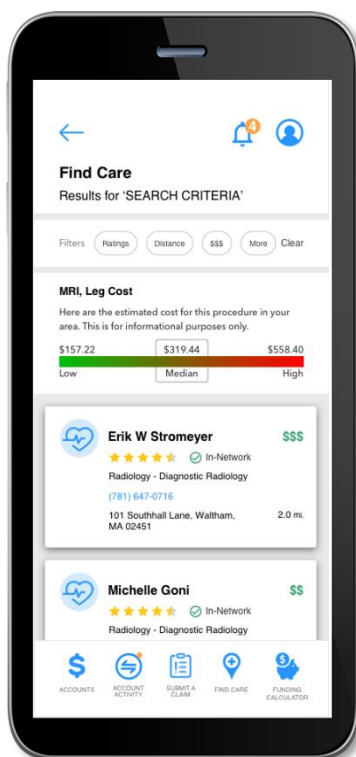 4
Find Care
Results for 'SEARCH CRITERIA'
Filters Ratings Distance $$$ More Clear
MRI, Leg Cost
Here are the estimated cost for this procedure in your
area. This is for informational purposes only.
$157.22 $319.44 $558.40
Low Median High
Erik W Stromeyer $$$
In-Network
Radiology - Diagnostic Radiology
(781) 647-0716
101 Southhall Lane, Waltham, 2.0 mi.
MA 02451
Michelle Goni $$
In-Network
Radiology - Diagnostic Radiology
ACCOUNTS ACCOUNT SUBMIT A FIND CARE FUNDING
ACTIVITY CLAIM CALCULATOR